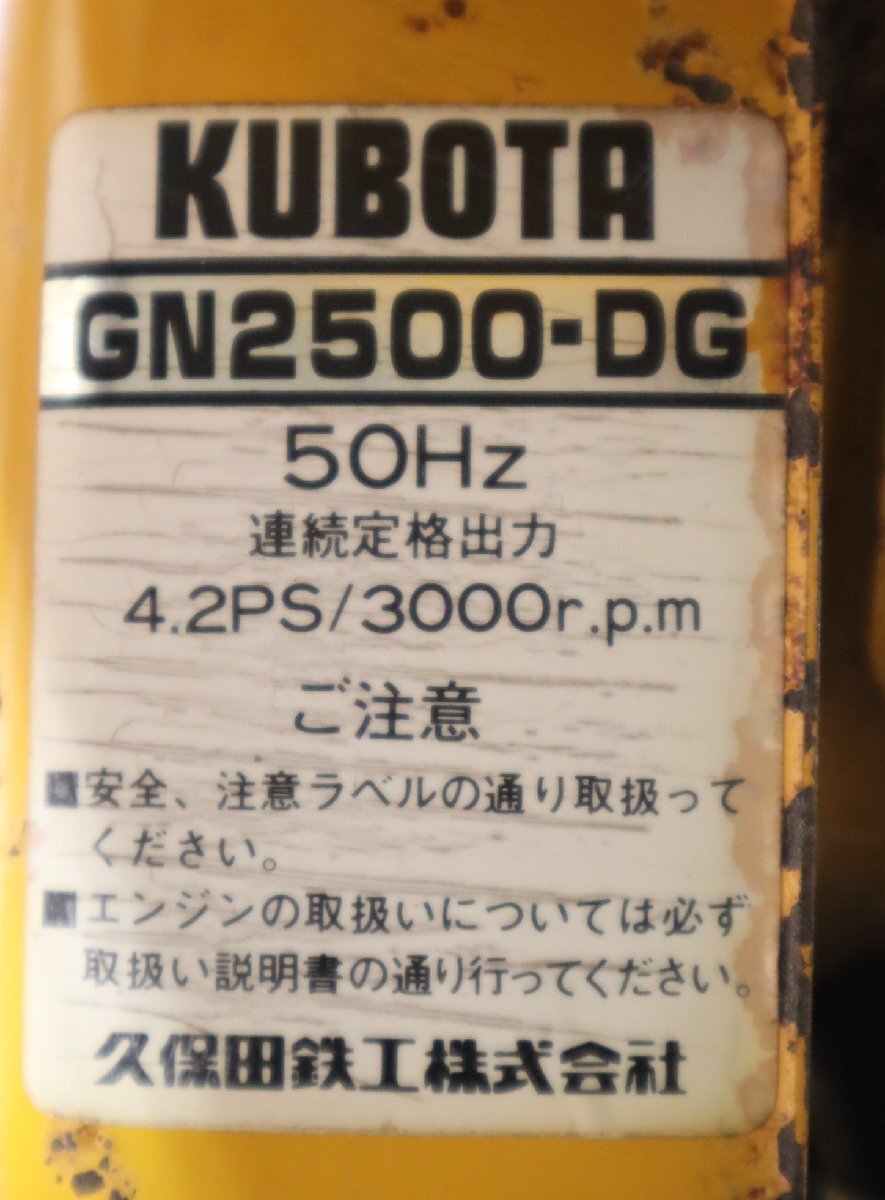 KUBOTA
GN2500-DG
50Hz
連続定格出力
4.2PS/3000r.p.m
ご注意
■安全、注意ラベルの通り取扱って
ください。
■エンジンの取扱いについては必ず
取扱い説明書の通り行ってください。
久保田鉄工株式会社